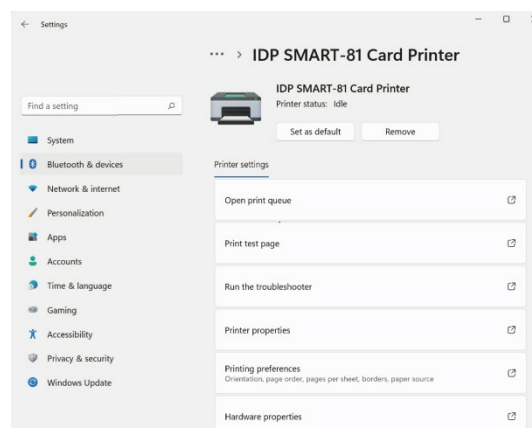 ← Settings
··· > IDP SMART-81 Card Printer
IDP SMART-81 Card Printer
Printer status: Idle
Set as default Remove
Find a setting
System
Bluetooth & devices
Network & internet
Personalization
Apps
Accounts
Time & language
Gaming
Accessibility
Privacy & security
Windows Update
Printer settings
Open print queue
Print test page
Run the troubleshooter
Printer properties
Printing preferences
Orientation, page order, pages per sheet, borders, paper source
Hardware properties